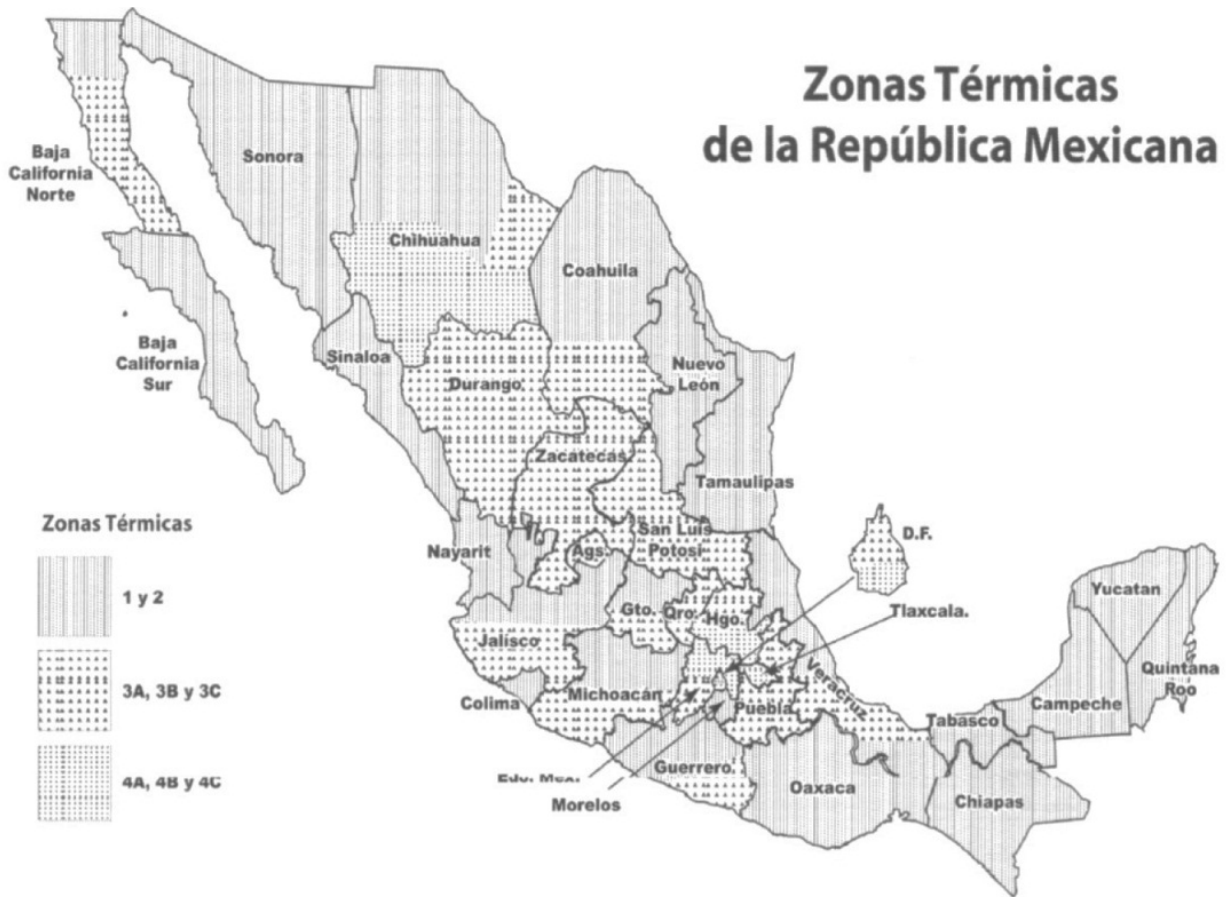 Zonas Térmicas
de la República Mexicana
Baja
California
Norte
Sonora
Chihuahua
Coahuila
Baja
California
Sur
Sinaloa
Durango
Nuevo
León
Zacatecas
Tamaulipas
Zonas Térmicas
1 y 2
3A, 3B y 3C
4A, 4B y 4C
Nayarit
Ags.
San Luis
Potosí
D.F.
Gto.
Qro.
Hgo.
Tlaxcala.
Yucatan
Jalisco
Quintana
Roo
Colima
Michoacán
Puebla
Veracruz
Tabasco
Campeche
Mex.
Guerrero.
Morelos
Oaxaca
Chiapas